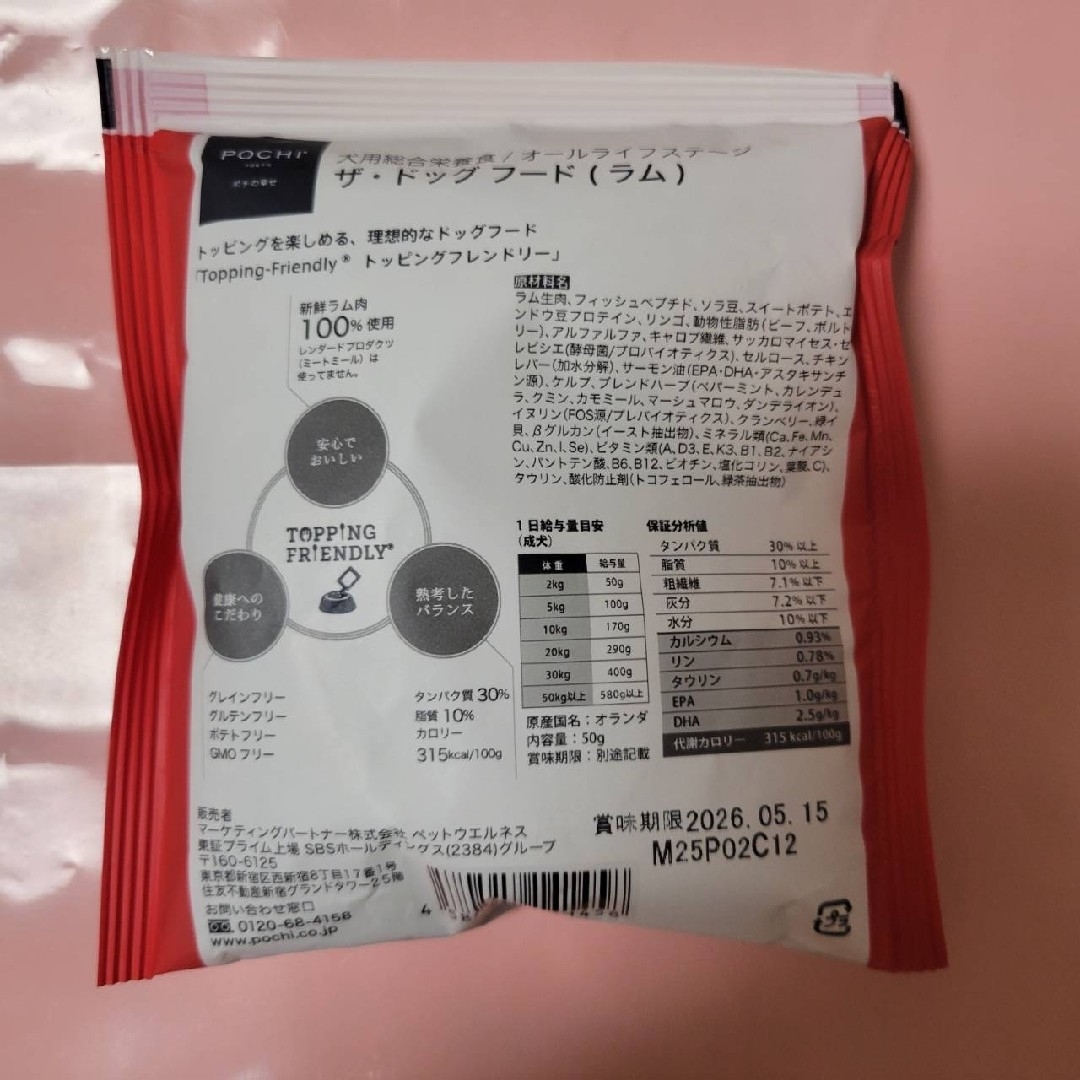 POCHI
ポチの幸せ
犬用総合栄養食 / オールライフステージ
ザ・ドッグ フード ( ラム )
トッピングを楽しめる、理想的なドッグフード
「Topping-Friendly® トッピングフレンドリー」
新鮮ラム肉
100% 使用
レンダードプロダクツ
(ミートミール) は
使ってません。
安心で
おいしい
TOPPING
FRIENDLY®
健康への
こだわり
熟考した
バランス
グレインフリー
グルテンフリー
ポテトフリー
GMO フリー
タンパク質 30%
脂質 10%
カロリー
315kcal/100g
原材料名
ラム生肉、フィッシュペプチド、ソラ豆、スイートポテト、エ
ンドウ豆プロテイン、リンゴ、動物性脂肪(ビーフ、ポルト
リー)、アルファルファ、キャロブ繊維、サッカロマイセス・セ
レビシエ(酵母菌/プロバイオティクス)、セルロース、チキン
レバー(加水分解)、サーモン油(EPA・DHA・アスタキサンチ
ン源)、ケルプ、ブレンドハーブ(ペパーミント、カレンデュ
ラ、クミン、カモミール、マーシュマロウ、ダンデライオン)、
イヌリン(FOS源/プレバイオティクス)、クランベリー、緑イ
貝、βグルカン(イースト抽出物)、ミネラル類(Ca、Fe、Mn、
Cu、Zn、I、Se)、ビタミン類(A、D3、E、K3、B1、B2、ナイアシ
ン、パントテン酸、B6、B12、ビオチン、塩化コリン、葉酸、C)、
タウリン、酸化防止剤(トコフェロール、緑茶抽出物)
1日給与量目安
(成犬)
体重 給与量
2kg 50g
5kg 100g
10kg 170g
20kg 290g
30kg 400g
50kg以上 580g以上
原産国名：オランダ
内容量：50g
賞味期限：別途記載
保証分析値
タンパク質 30% 以上
脂質 10% 以上
粗繊維 7.1% 以下
灰分 7.2% 以下
水分 10% 以下
カルシウム 0.93%
リン 0.78%
タウリン 0.7g/kg
EPA 1.0g/kg
DHA 2.5g/kg
代謝カロリー 315 kcal/100g
販売者
マーケティングパートナー株式会社 ペットウエルネス
東証プライム上場 SBSホールディングス(2384)グループ
〒160-6125
東京都新宿区西新宿8丁目17番1号
住友不動産新宿グランドタワー25階
お問い合わせ窓口
0120-68-4158
www.pochi.co.jp
賞味期限2026.05.15
M25P02C12
プラ